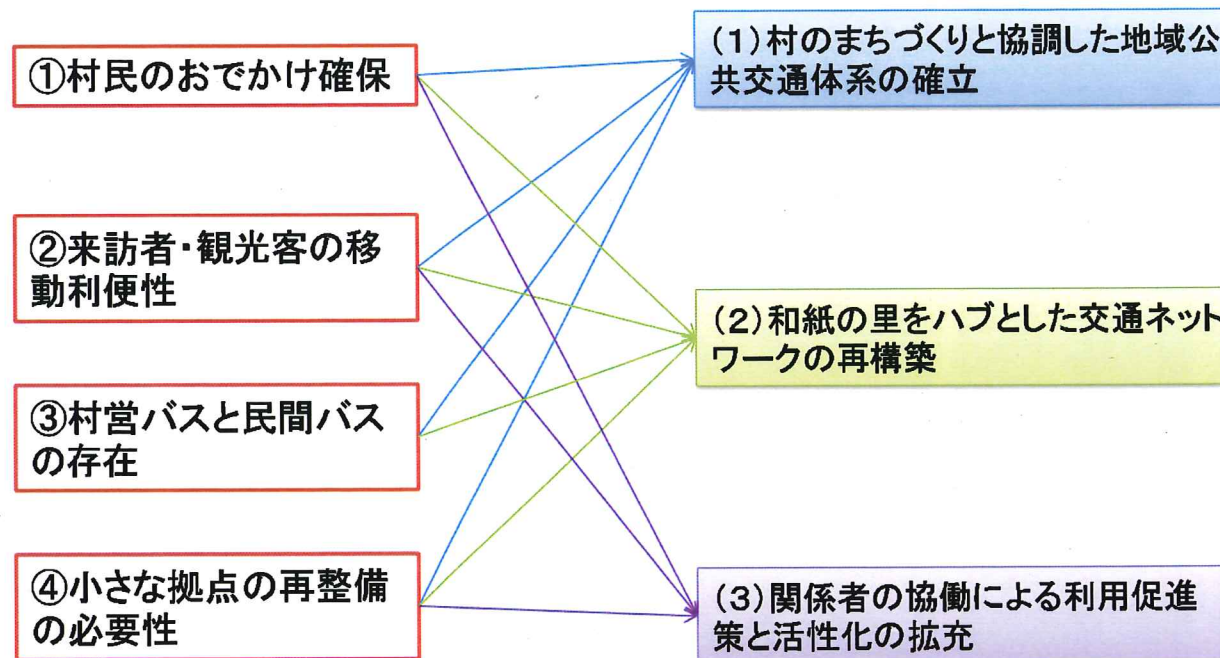 ①村民のおでかけ確保
②来訪者・観光客の移
動利便性
③村営バスと民間バス
の存在
④小さな拠点の再整備
の必要性
(1)村のまちづくりと協調した地域公
共交通体系の確立
(2)和紙の里をハブとした交通ネット
ワークの再構築
(3)関係者の協働による利用促進
策と活性化の拡充